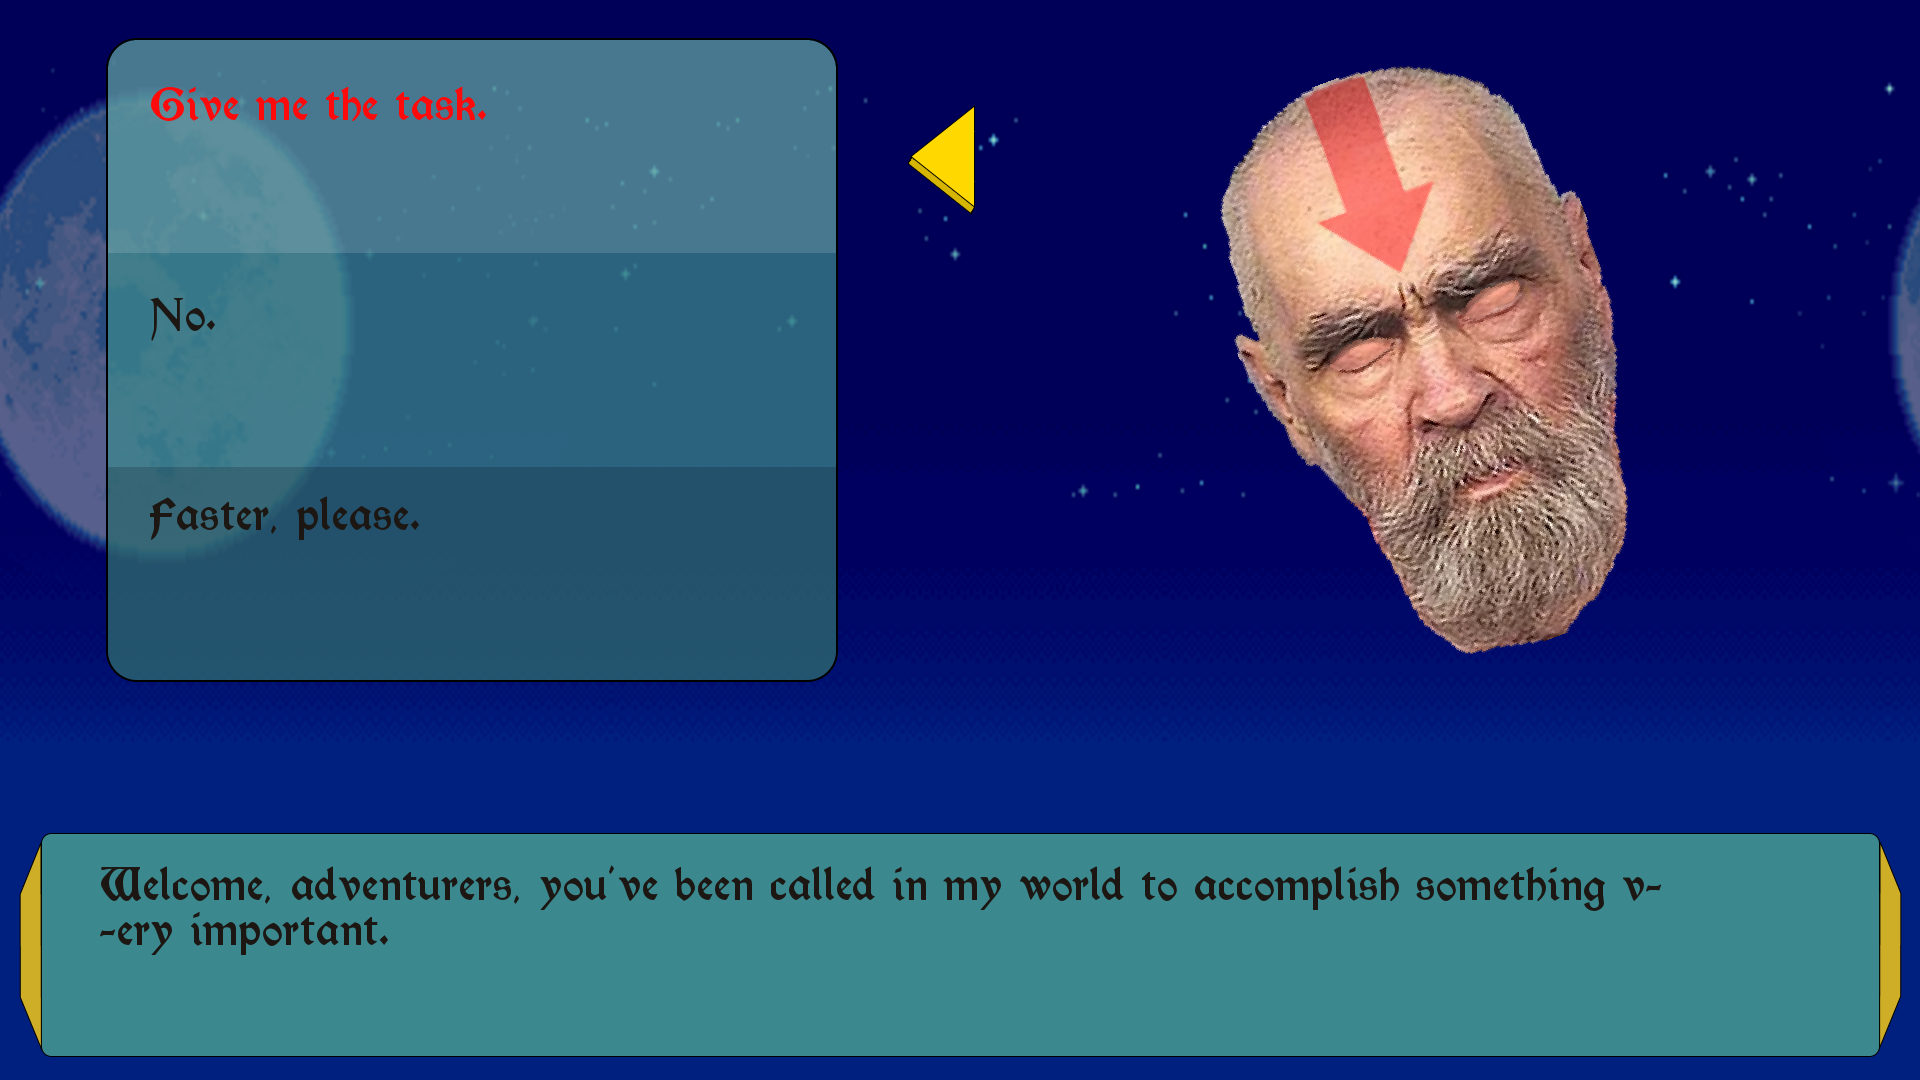 Give me the task.
No.
Faster, please.
Welcome, adventurers, you've been called in my world to accomplish something v-
-ery important.